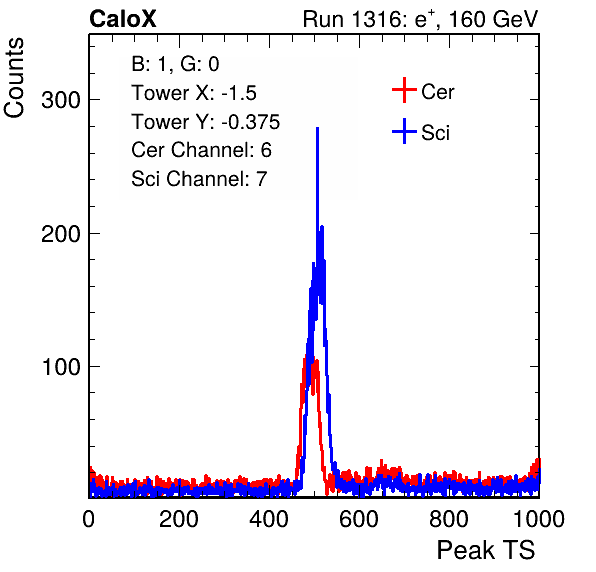 CaloX Run 1316: e+, 160 GeV
Counts
B: 1, G: 0
Tower X: -1.5
Tower Y: -0.375
Cer Channel: 6
Sci Channel: 7
Cer
Sci
300
200
100
0 200 400 600 800 1000
Peak TS